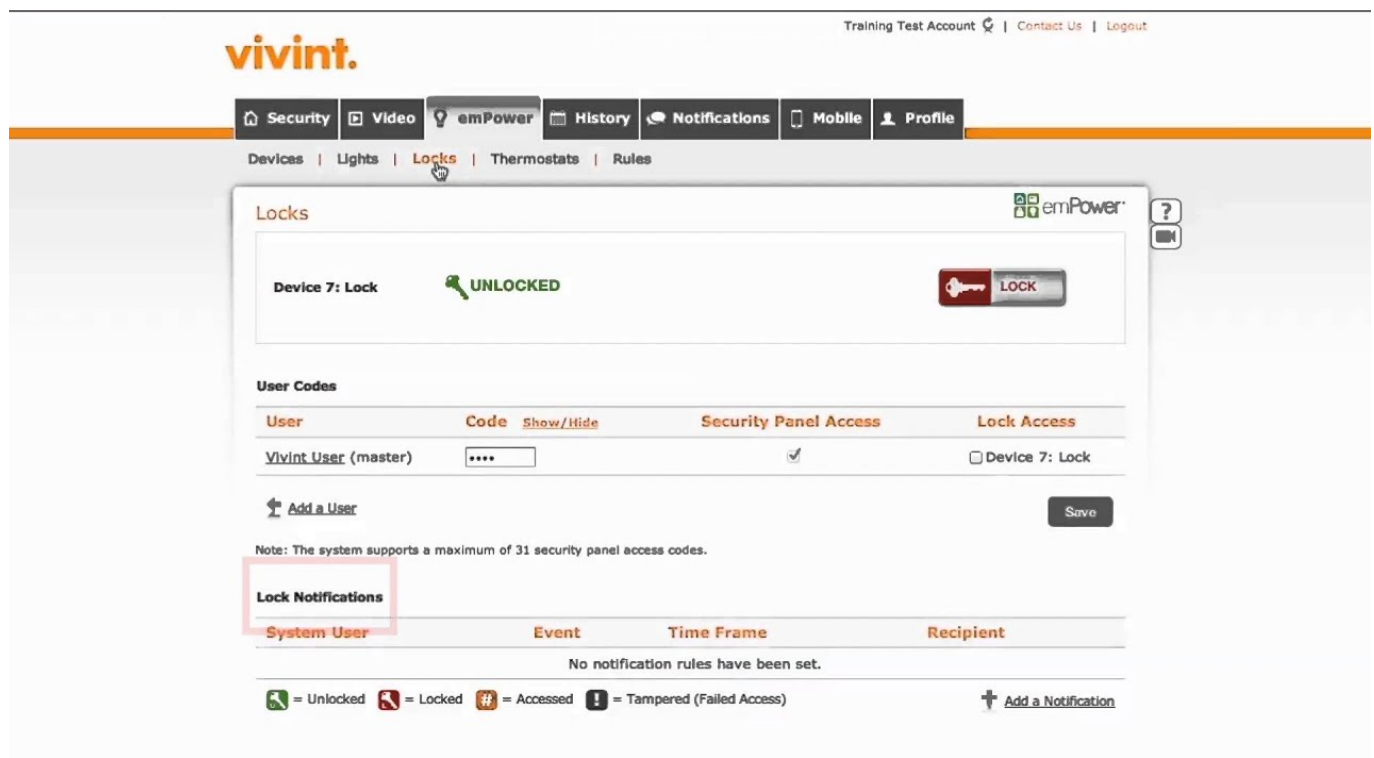 Training Test Account | Contact Us | Logout
vivint.
Security Video emPower History Notifications Mobile Profile
Devices | Lights | Locks | Thermostats | Rules
Locks
emPower
?
Device 7: Lock UNLOCKED LOCK
User Codes
User Code Show/Hide Security Panel Access Lock Access
Vivint User (master) •••• Device 7: Lock
Add a User
Save
Note: The system supports a maximum of 31 security panel access codes.
Lock Notifications
System User Event Time Frame Recipient
No notification rules have been set.
= Unlocked = Locked # = Accessed ! = Tampered (Failed Access) Add a Notification